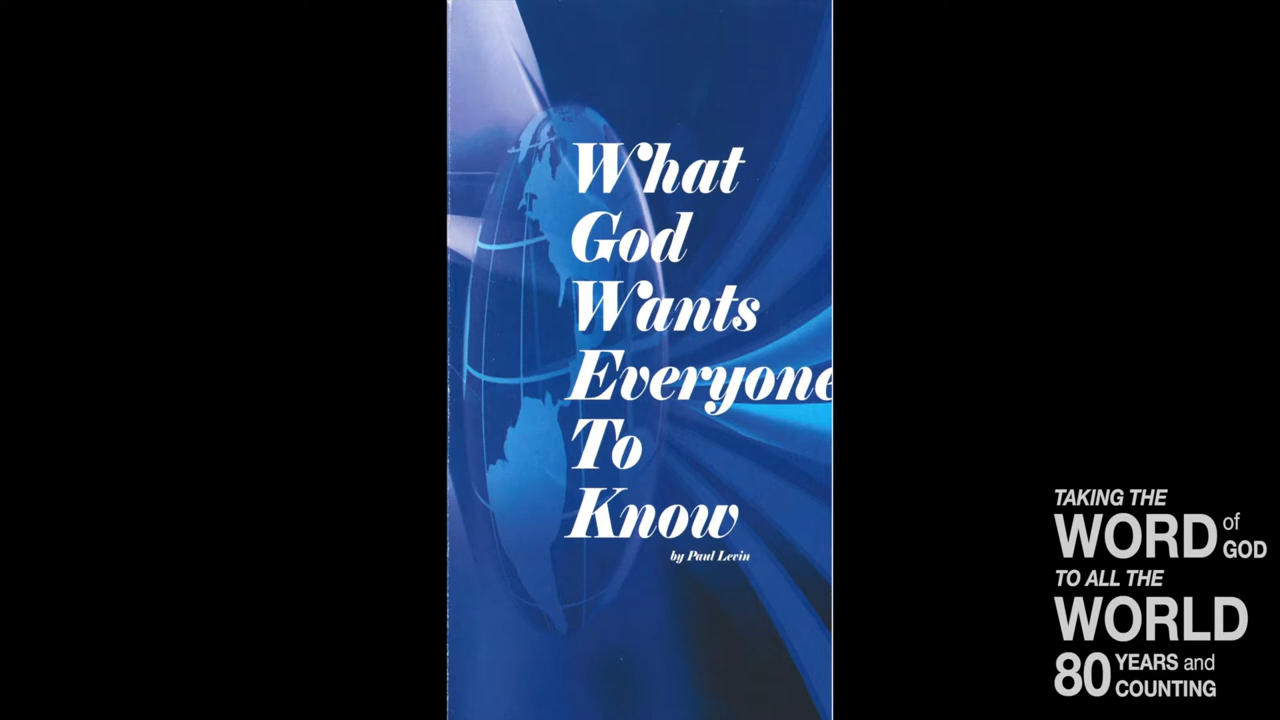 What
God
Wants
Everyone
To
Know
by Paul Levin
TAKING THE
WORD of GOD
TO ALL THE
WORLD
80 YEARS and
COUNTING